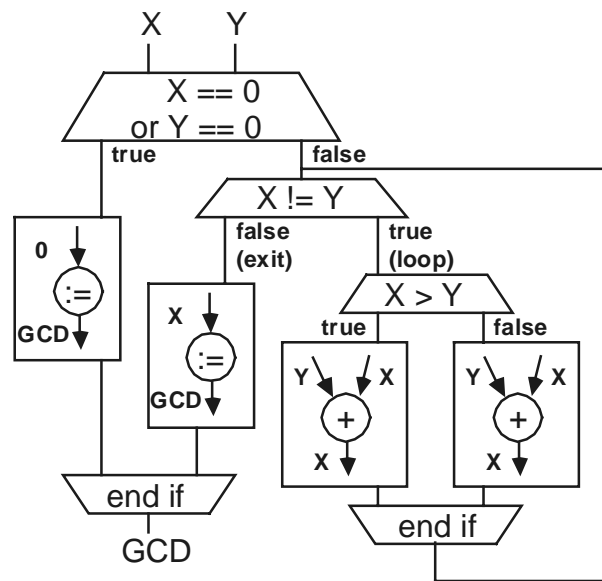 X Y
X == 0
or Y == 0
true false
X != Y
false true
(exit) (loop)
0
:=
GCD
X
:=
GCD
X > Y
true false
Y X
+
X
Y X
+
X
end if
end if
GCD